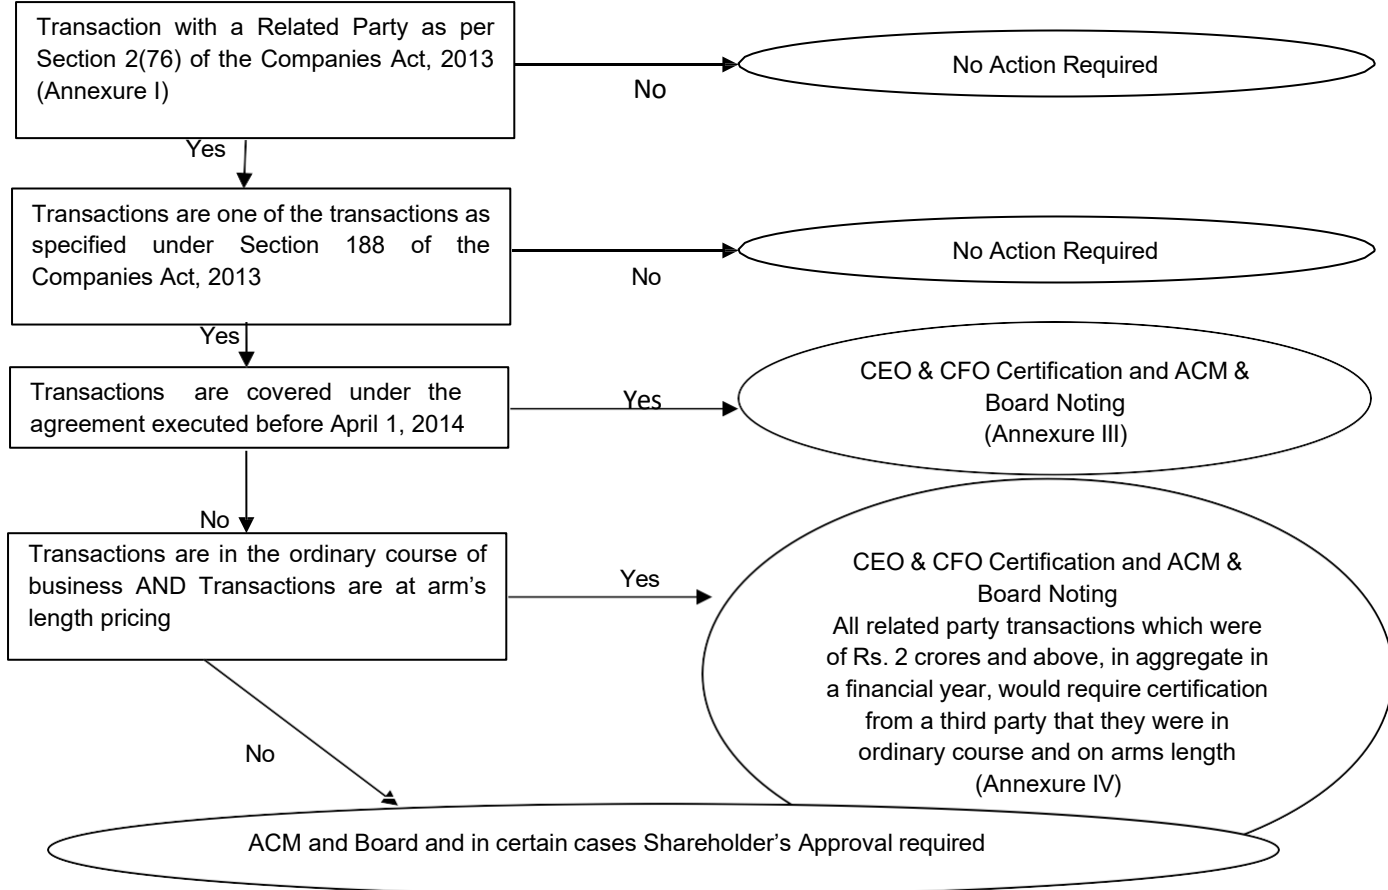 Transaction with a Related Party as per
Section 2(76) of the Companies Act, 2013
(Annexure I)
No
No Action Required
Yes
Transactions are one of the transactions as
specified under Section 188 of the
Companies Act, 2013
No
No Action Required
Yes
Transactions are covered under the
agreement executed before April 1, 2014
Yes
CEO & CFO Certification and ACM &
Board Noting
(Annexure III)
No
Transactions are in the ordinary course of
business AND Transactions are at arm's
length pricing
Yes
CEO & CFO Certification and ACM &
Board Noting
All related party transactions which were
of Rs. 2 crores and above, in aggregate in
a financial year, would require certification
from a third party that they were in
ordinary course and on arms length
(Annexure IV)
No
ACM and Board and in certain cases Shareholder's Approval required